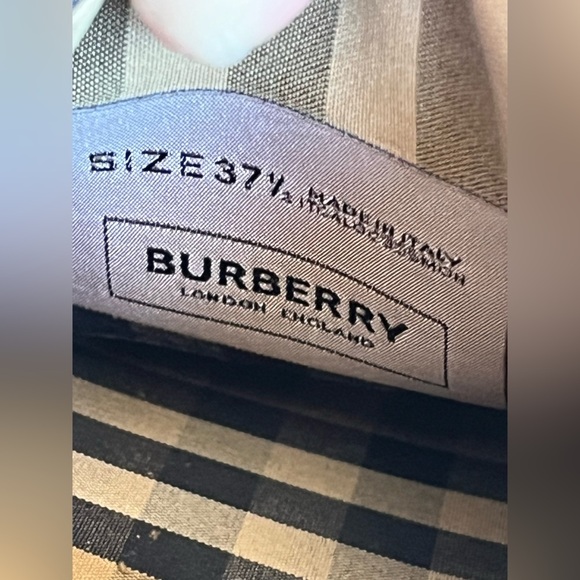 SIZE 37½ MADE IN ITALY
BURBERRY
LONDON ENGLAND